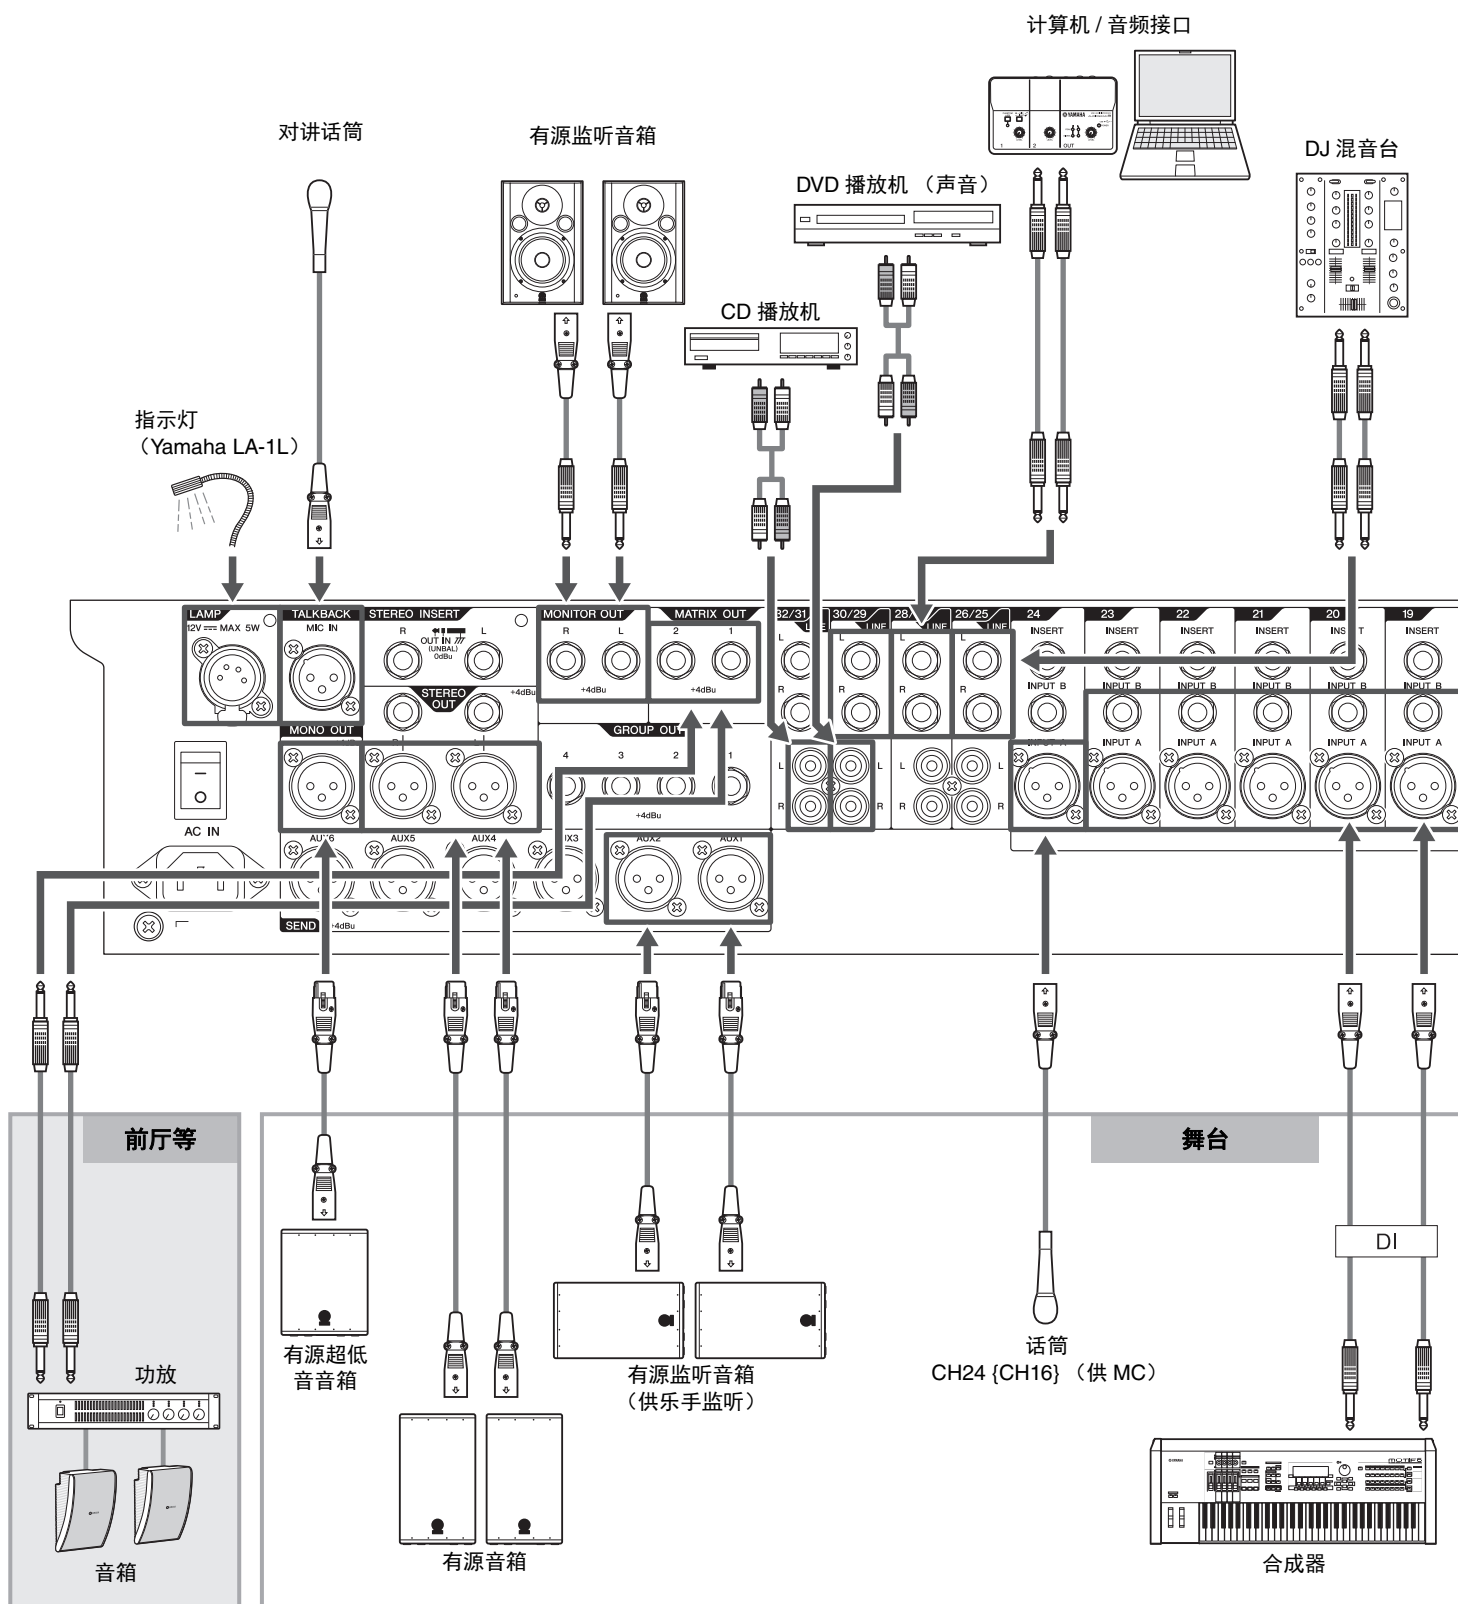 计算机 / 音频接口
对讲话筒
有源监听音箱
DJ 混音台
DVD 播放机 （声音）
YAMAHA
1 2 OUT
CD 播放机
指示灯
（Yamaha LA-1L）
LAMP
12V MAX 5W
TALKBACK
MIC IN
STEREO INSERT
R L
OUT IN
(UNBAL)
0dBu
MONITOR OUT
R L
+4dBu
MATRIX OUT
2 1
+4dBu
32/31
LINE
L
R
30/29
LINE
L
R
28
LINE
L
R
26/25
LINE
L
R
24
INSERT
INPUT B
INPUT A
23
INSERT
INPUT B
INPUT A
22
INSERT
INPUT B
INPUT A
21
INSERT
INPUT B
INPUT A
20
INSERT
INPUT B
INPUT A
19
INSERT
INPUT B
INPUT A
STEREO
OUT
+4dBu
MONO OUT
GROUP OUT
4 3 2 1
+4dBu
L L L
R R R
AC IN
AUX6 AUX5 AUX4 AUX3 AUX2 AUX1
SEND +4dBu
前厅等
舞台
DI
功放
音箱
有源超低
音音箱
有源音箱
有源监听音箱
（供乐手监听）
话筒
CH24 {CH16} （供 MC）
合成器